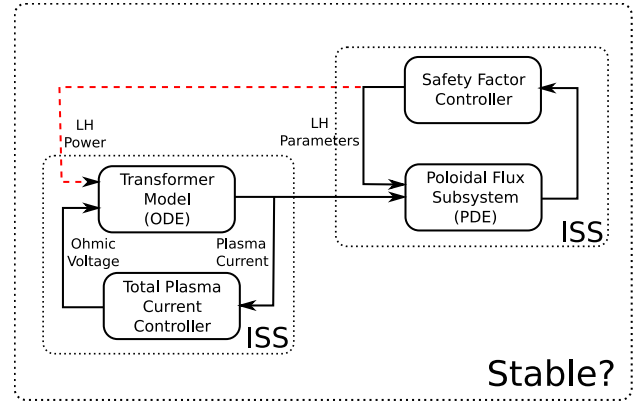 Safety Factor
Controller
LH
Power
LH
Parameters
Transformer
Model
(ODE)
Poloidal Flux
Subsystem
(PDE)
ISS
Ohmic
Voltage
Plasma
Current
Total Plasma
Current
Controller
ISS
Stable?